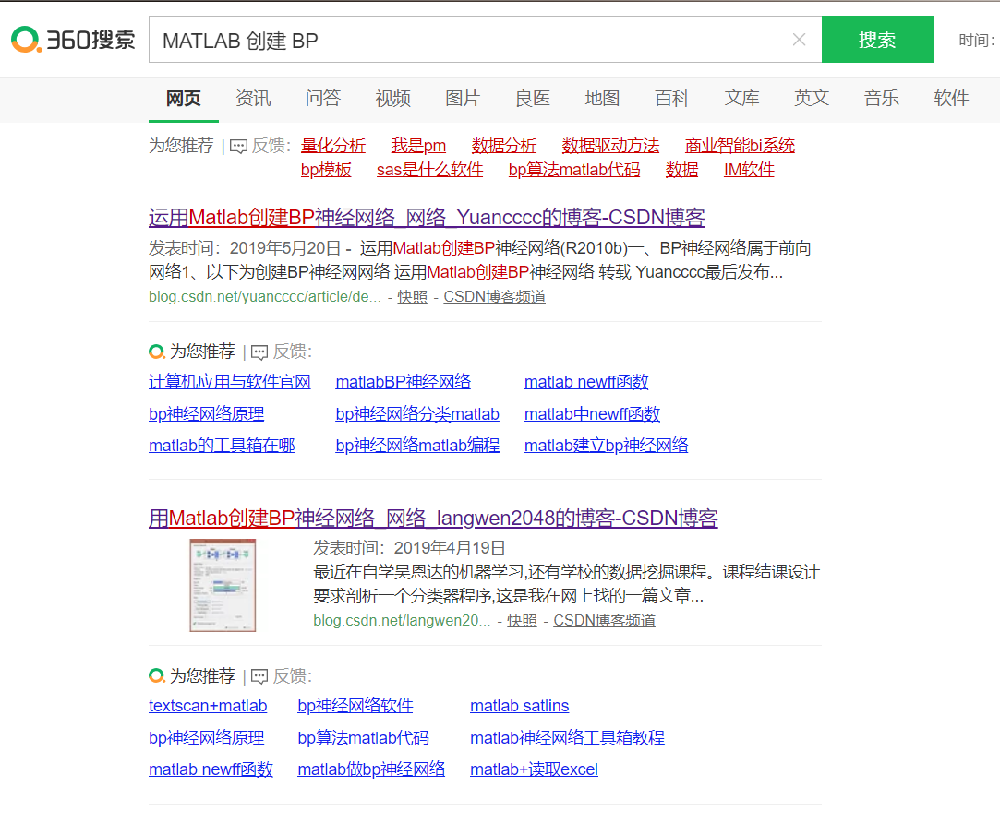 360搜索 MATLAB 创建 BP 搜索 时间：
网页 资讯 问答 视频 图片 良医 地图 百科 文库 英文 音乐 软件
为您推荐 | 反馈： 量化分析 我是pm 数据分析 数据驱动方法 商业智能bi系统
bp模板 sas是什么软件 bp算法matlab代码 数据 IM软件
运用Matlab创建BP神经网络_网络_Yuancccc的博客-CSDN博客
发表时间：2019年5月20日 - 运用Matlab创建BP神经网络(R2010b)一、BP神经网络属于前向
网络1、以下为创建BP神经网网络 运用Matlab创建BP神经网络 转载 Yuancccc最后发布...
blog.csdn.net/yuancccc/article/de... - 快照 - CSDN博客频道
为您推荐 | 反馈：
计算机应用与软件官网 matlabBP神经网络 matlab newff函数
bp神经网络原理 bp神经网络分类matlab matlab中newff函数
matlab的工具箱在哪 bp神经网络matlab编程 matlab建立bp神经网络
用Matlab创建BP神经网络_网络_langwen2048的博客-CSDN博客
发表时间：2019年4月19日
最近在自学吴恩达的机器学习,还有学校的数据挖掘课程。课程结课设计
要求剖析一个分类器程序,这是我在网上找的一篇文章...
blog.csdn.net/langwen20... - 快照 - CSDN博客频道
为您推荐 | 反馈：
textscan+matlab bp神经网络软件 matlab satlins
bp神经网络原理 bp算法matlab代码 matlab神经网络工具箱教程
matlab newff函数 matlab做bp神经网络 matlab+读取excel